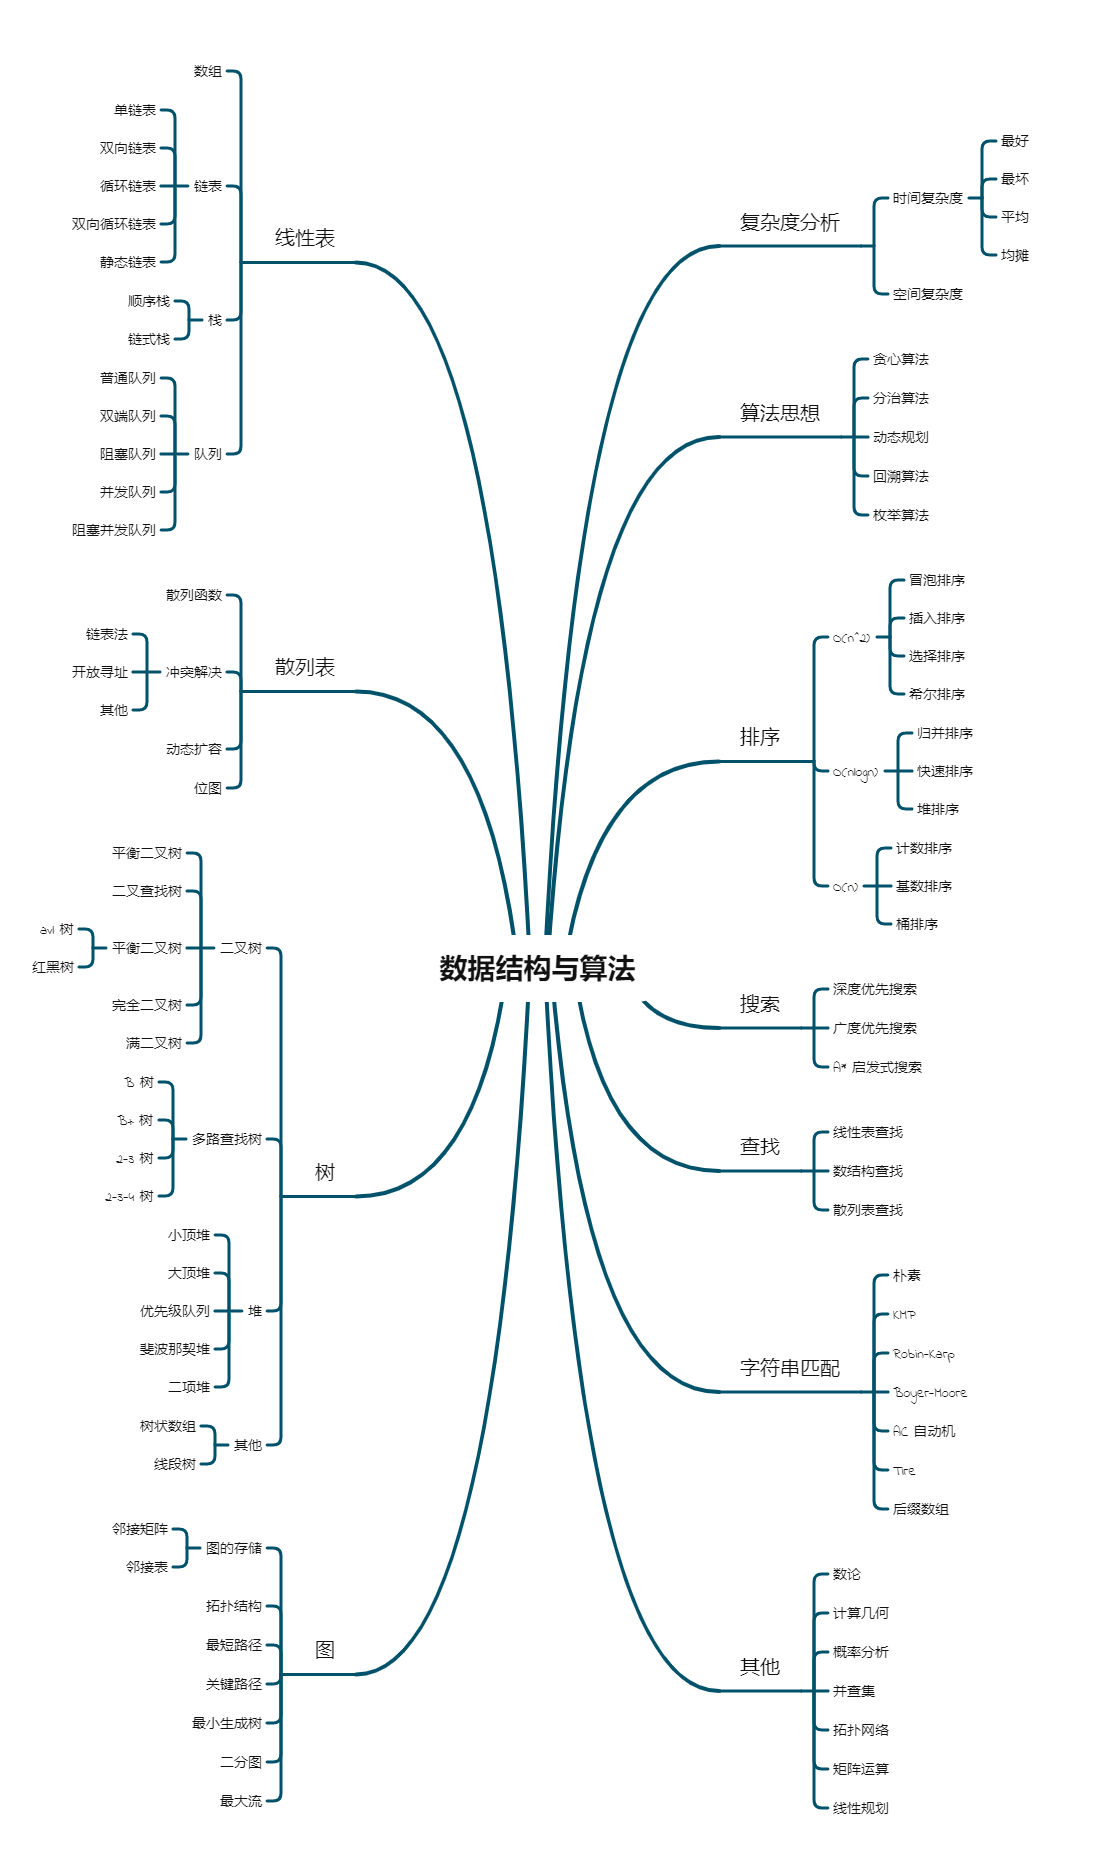 数据结构与算法
线性表
数组
链表
单链表
双向链表
循环链表
双向循环链表
静态链表
栈
顺序栈
链式栈
队列
普通队列
双端队列
阻塞队列
并发队列
阻塞并发队列
散列表
散列函数
冲突解决
链表法
开放寻址
其他
动态扩容
位图
树
二叉树
平衡二叉树
二叉查找树
平衡二叉树
avl 树
红黑树
完全二叉树
满二叉树
多路查找树
B 树
B+ 树
2-3 树
2-3-4 树
堆
小顶堆
大顶堆
优先级队列
斐波那契堆
二项堆
其他
树状数组
线段树
图
图的存储
邻接矩阵
邻接表
拓扑结构
最短路径
关键路径
最小生成树
二分图
最大流
复杂度分析
时间复杂度
最好
最坏
平均
均摊
空间复杂度
算法思想
贪心算法
分治算法
动态规划
回溯算法
枚举算法
排序
O(n^2)
冒泡排序
插入排序
选择排序
希尔排序
O(nlogn)
归并排序
快速排序
堆排序
O(n)
计数排序
基数排序
桶排序
搜索
深度优先搜索
广度优先搜索
A* 启发式搜索
查找
线性表查找
数结构查找
散列表查找
字符串匹配
朴素
KMP
Robin-Karp
Boyer-Moore
AC 自动机
Tire
后缀数组
其他
数论
计算几何
概率分析
并查集
拓扑网络
矩阵运算
线性规划